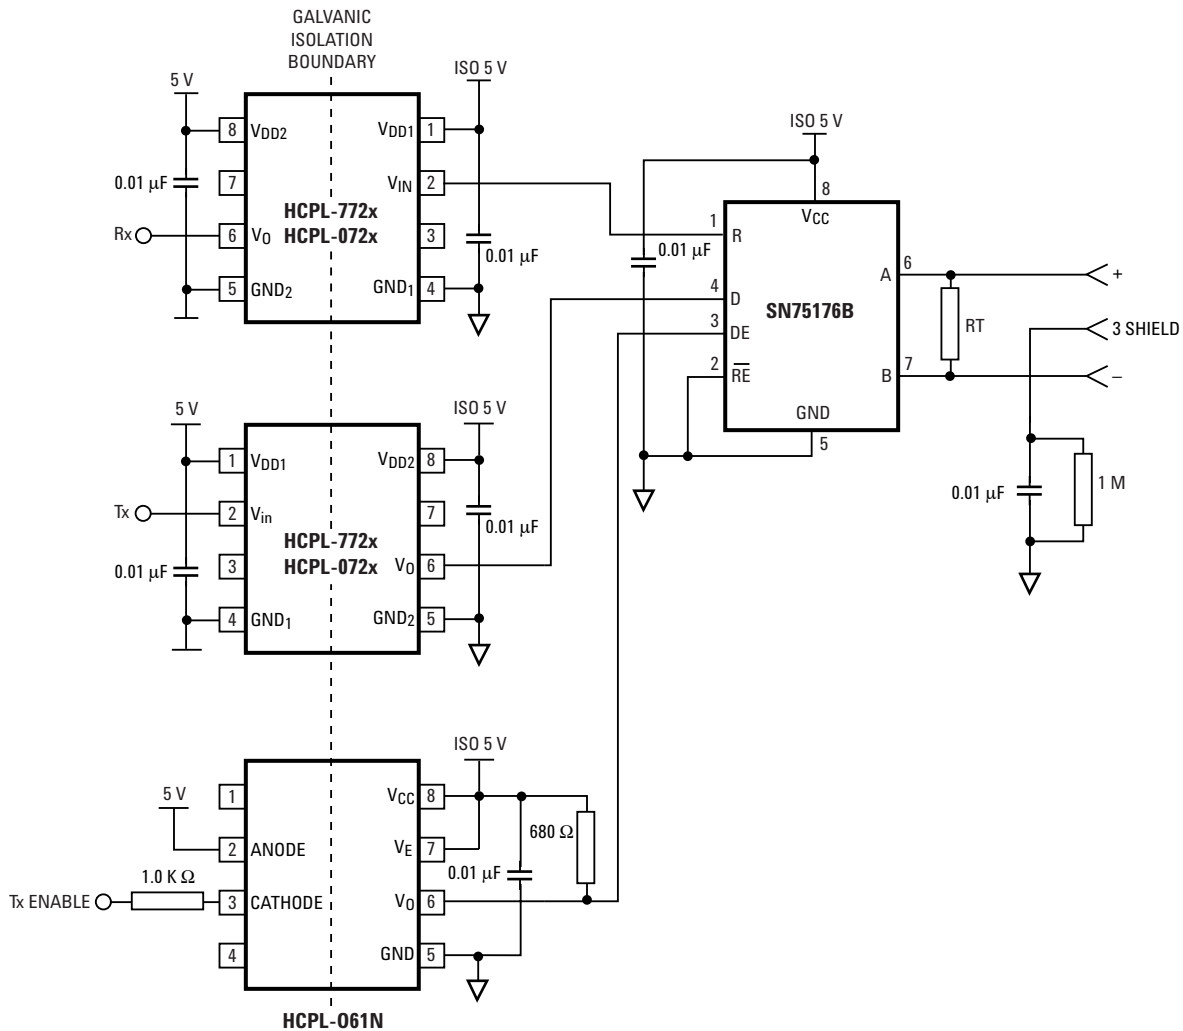 GALVANIC
ISOLATION
BOUNDARY
5 V
ISO 5 V
8 VDD2
VDD1 1
0.01 µF
7
VIN 2
HCPL-772x
HCPL-072x
Rx
6 VO
3
0.01 µF
5 GND2
GND1 4
ISO 5 V
8
VCC
1
R
0.01 µF
4
D
3
DE
2
RE
SN75176B
A
6
B
7
GND
5
RT
+
3 SHIELD
–
0.01 µF
1 M
5 V
ISO 5 V
1 VDD1
VDD2 8
Tx
2 Vin
7
0.01 µF
HCPL-772x
HCPL-072x
0.01 µF
3
VO 6
4 GND1
GND2 5
ISO 5 V
5 V
1
VCC 8
680 Ω
2 ANODE
VE 7
0.01 µF
1.0 K Ω
Tx ENABLE
3 CATHODE
VO 6
4
GND 5
HCPL-O61N